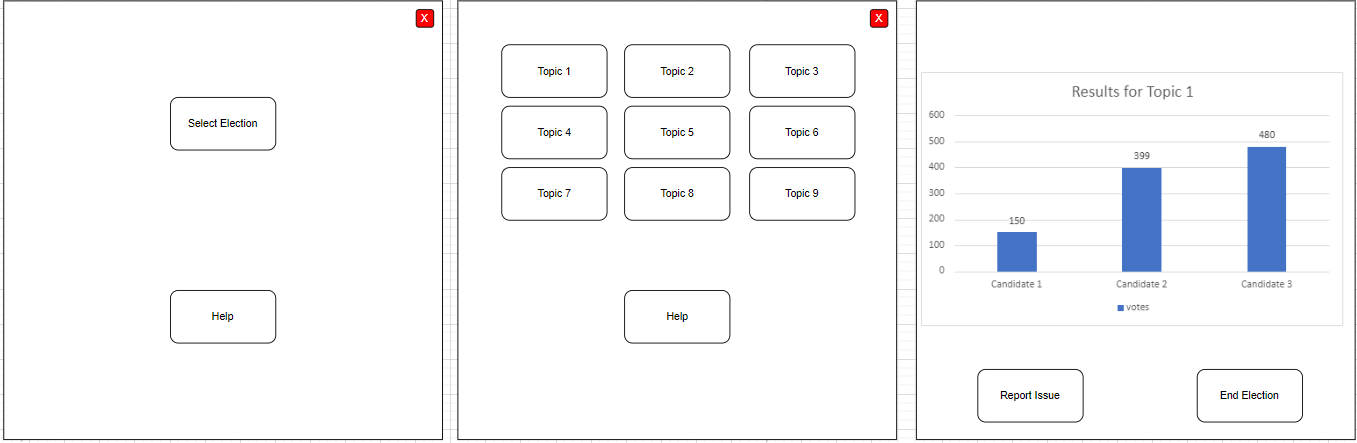 X
Select Election
Help
X
Topic 1 Topic 2 Topic 3
Topic 4 Topic 5 Topic 6
Topic 7 Topic 8 Topic 9
Help
Results for Topic 1
600
500
400
300
200
100
0
150
399
480
Candidate 1 Candidate 2 Candidate 3
votes
Report Issue End Election